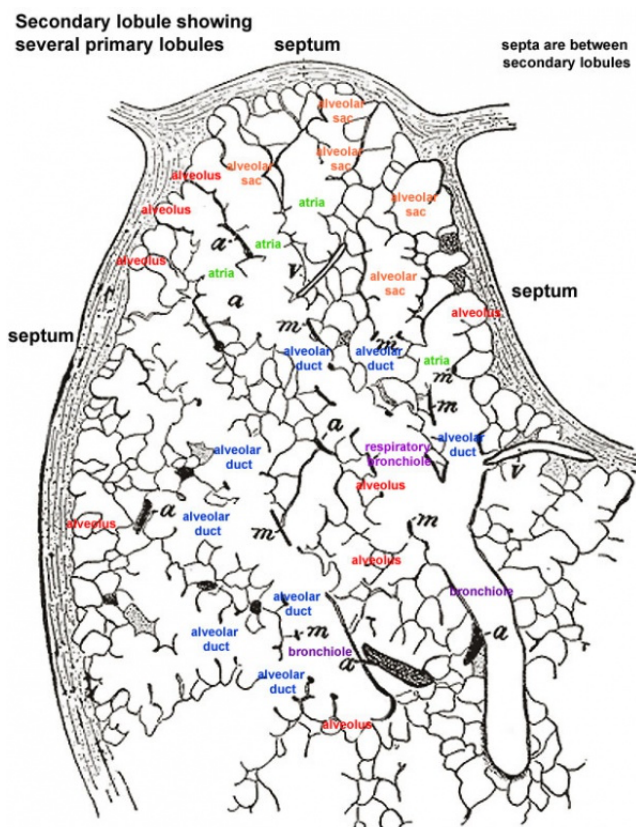 Secondary lobule showing
several primary lobules
septum
septa are between
secondary lobules
alveolar
sac
alveolar
sac
alveolar
sac
alveolus
alveolar
sac
alveolus
atria
a
atria
alveolus
atria
v
alveolar
sac
septum
a
alveolus
septum
m
m
alveolar
duct
alveolar
duct
atria
m
m
a
alveolar
duct
respiratory
bronchiole
alveolar
duct
v
alveolus
a
alveolus
alveolar
duct
m
m
alveolus
alveolar
duct
bronchiole
alveolar
duct
m
a
bronchiole
a
alveolar
duct
alveolus